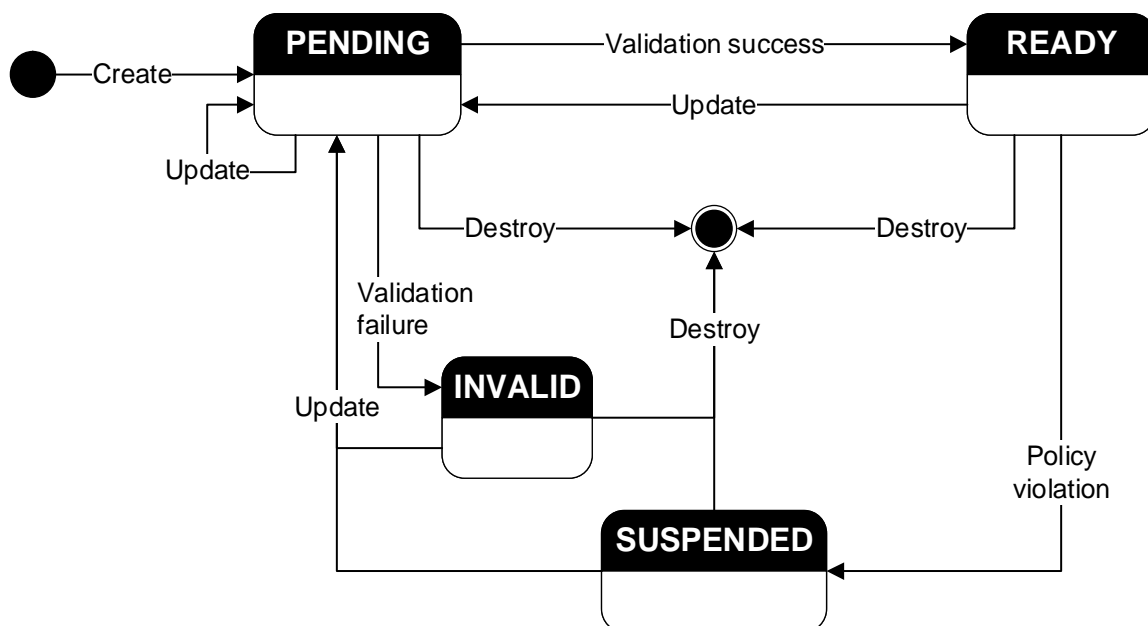 PENDING
Validation success
READY
Create
Update
Update
Destroy
Destroy
Validation
failure
Destroy
INVALID
Update
Policy
violation
SUSPENDED